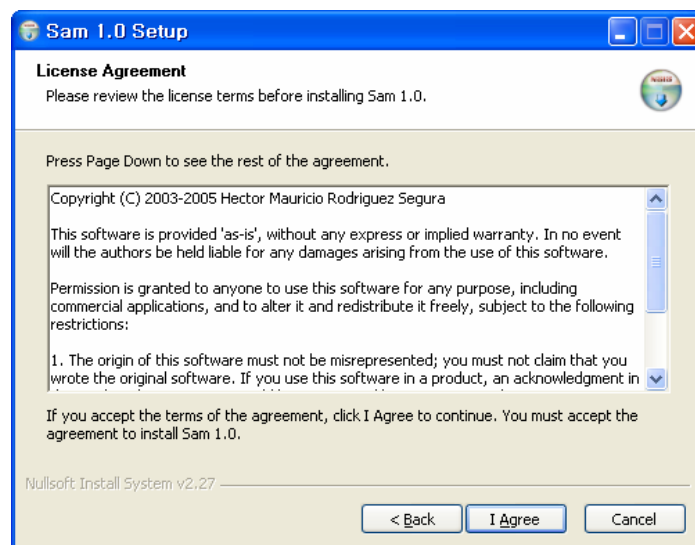 Sam 1.0 Setup
License Agreement
Please review the license terms before installing Sam 1.0.
Press Page Down to see the rest of the agreement.
Copyright (C) 2003-2005 Hector Mauricio Rodriguez Segura
This software is provided 'as-is', without any express or implied warranty. In no event
will the authors be held liable for any damages arising from the use of this software.
Permission is granted to anyone to use this software for any purpose, including
commercial applications, and to alter it and redistribute it freely, subject to the following
restrictions:
1. The origin of this software must not be misrepresented; you must not claim that you
wrote the original software. If you use this software in a product, an acknowledgment in
If you accept the terms of the agreement, click I Agree to continue. You must accept the
agreement to install Sam 1.0.
Nullsoft Install System v2.27
< Back
I Agree
Cancel